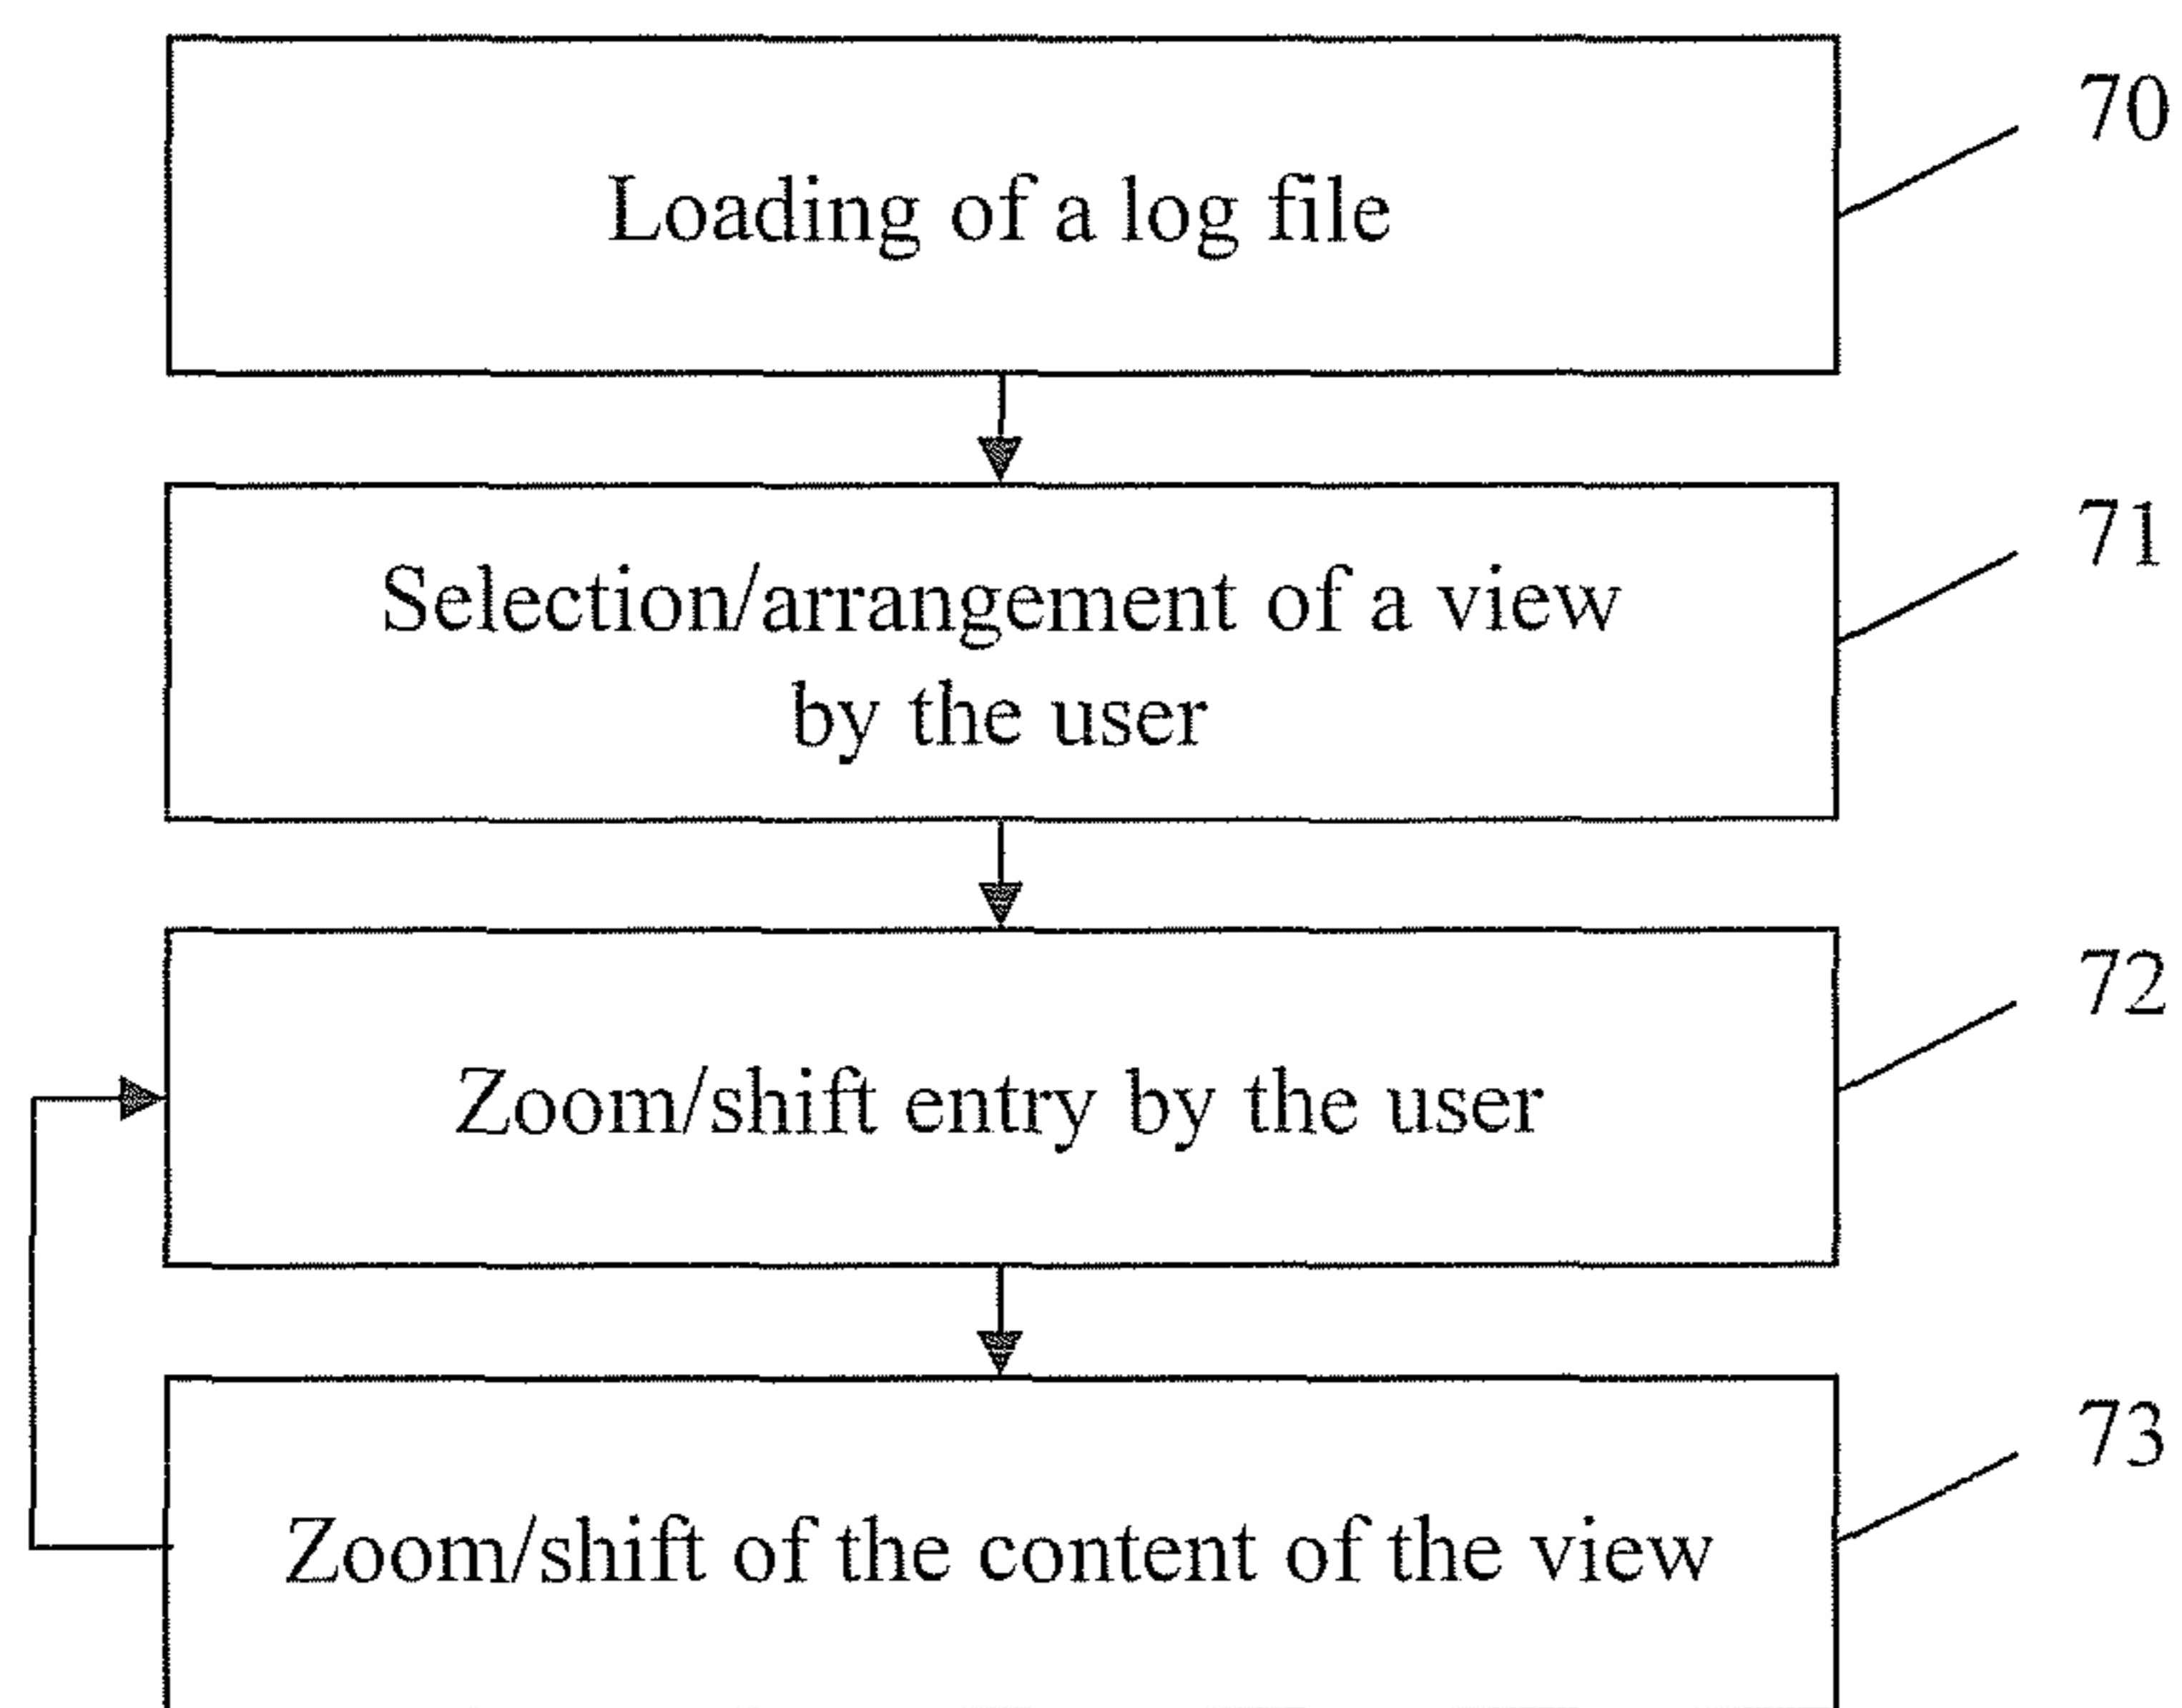 70
Loading of a log file
71
Selection/arrangement of a view
by the user
72
Zoom/shift entry by the user
73
Zoom/shift of the content of the view